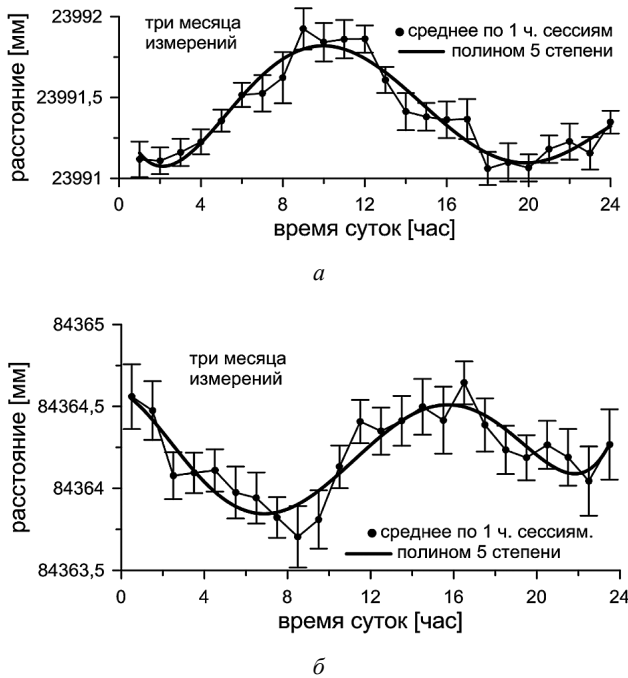 23992
три месяца
измерений
среднее по 1 ч. сессиям
полином 5 степени
23991,5
расстояние [мм]
23991
0 4 8 12 16 20 24
время суток [час]
а
84365
три месяца
измерений
84364,5
расстояние [мм]
84364
среднее по 1 ч. сессиям.
полином 5 степени
84363,5
0 4 8 12 16 20 24
время суток [час]
б